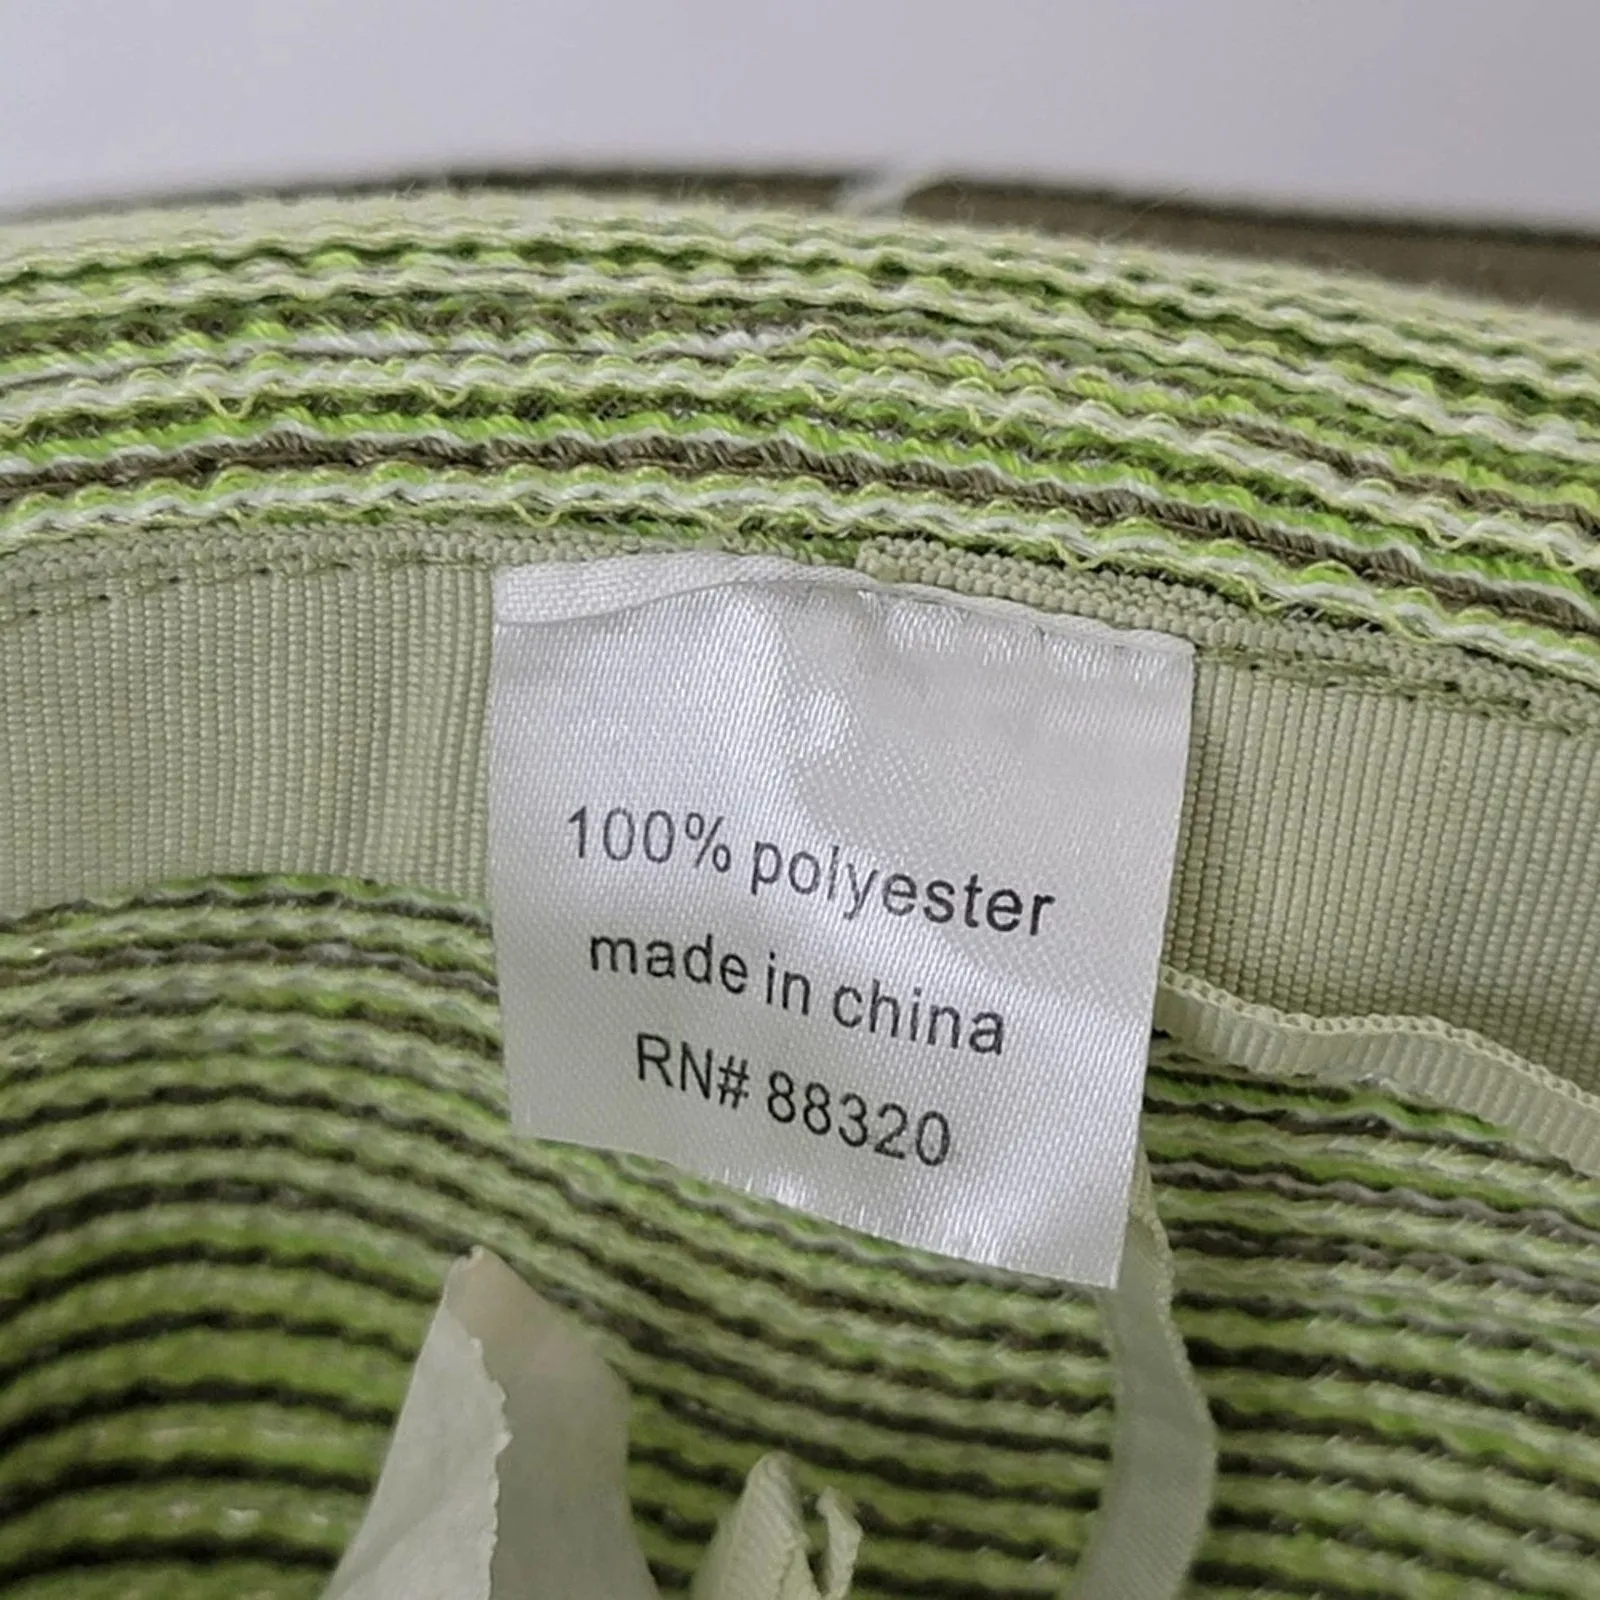 100% polyester
made in china
RN# 88320